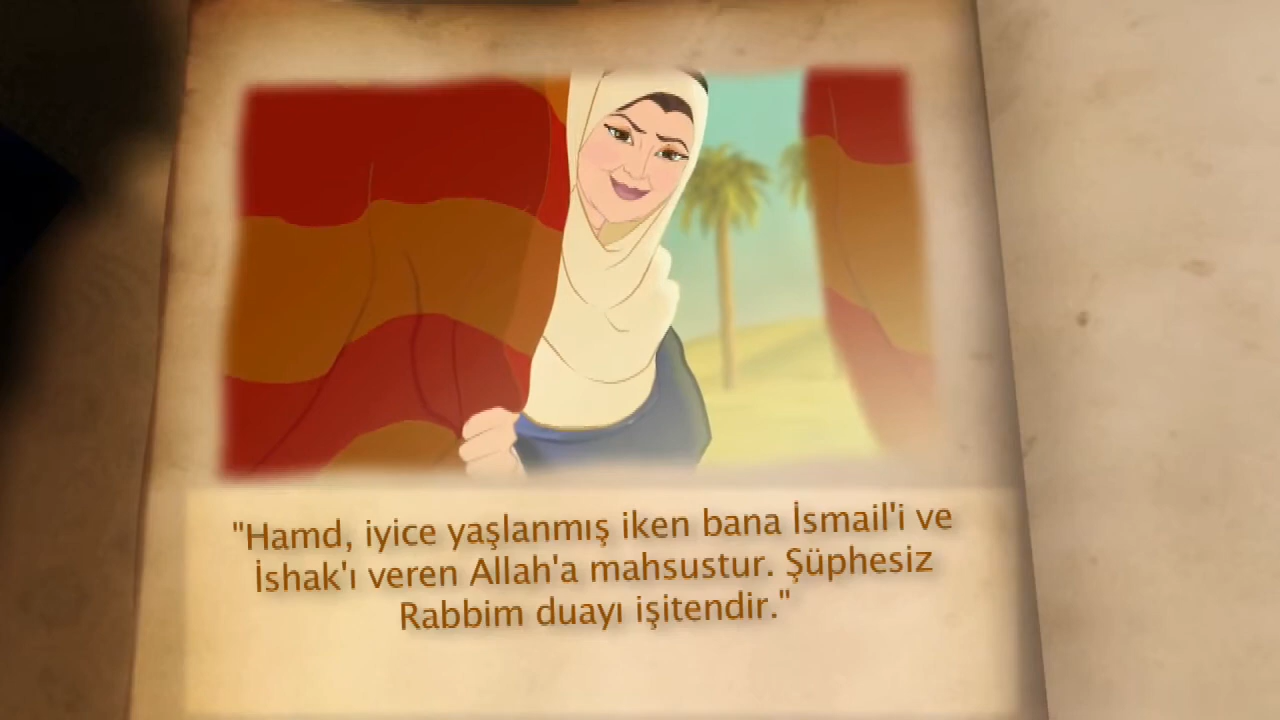 "Hamd, iyice yaşlanmış iken bana İsmail'i ve
İshak'ı veren Allah'a mahsustur. Şüphesiz
Rabbim duayı işitendir."